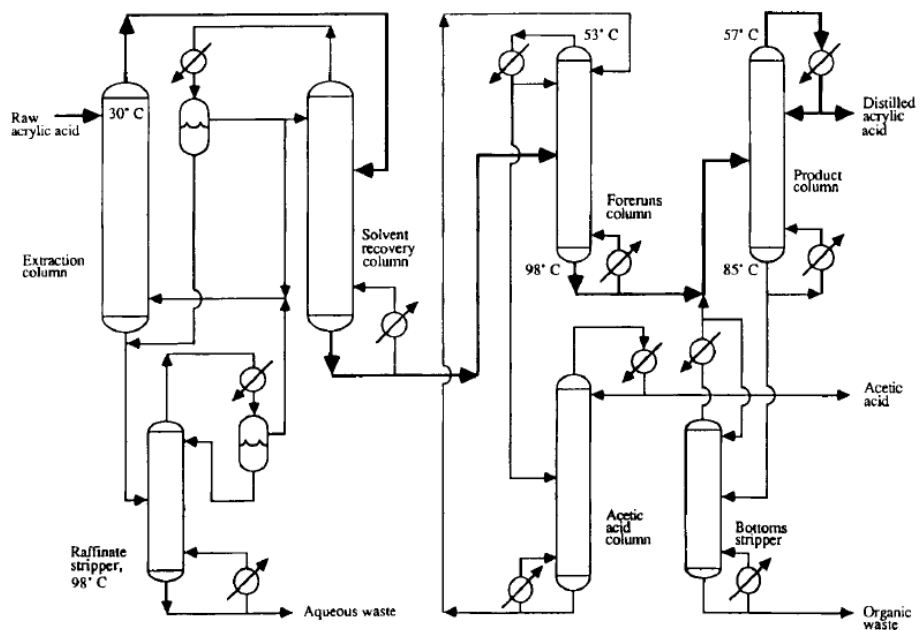 53° C
57° C
Raw
acrylic acid
30° C
Distilled
acrylic
acid
Product
column
Foreruns
column
Solvent
recovery
column
Extraction
column
98° C
85° C
Acetic
acid
Acetic
acid
column
Bottoms
stripper
Raffinate
stripper,
98° C
Aqueous waste
Organic
waste